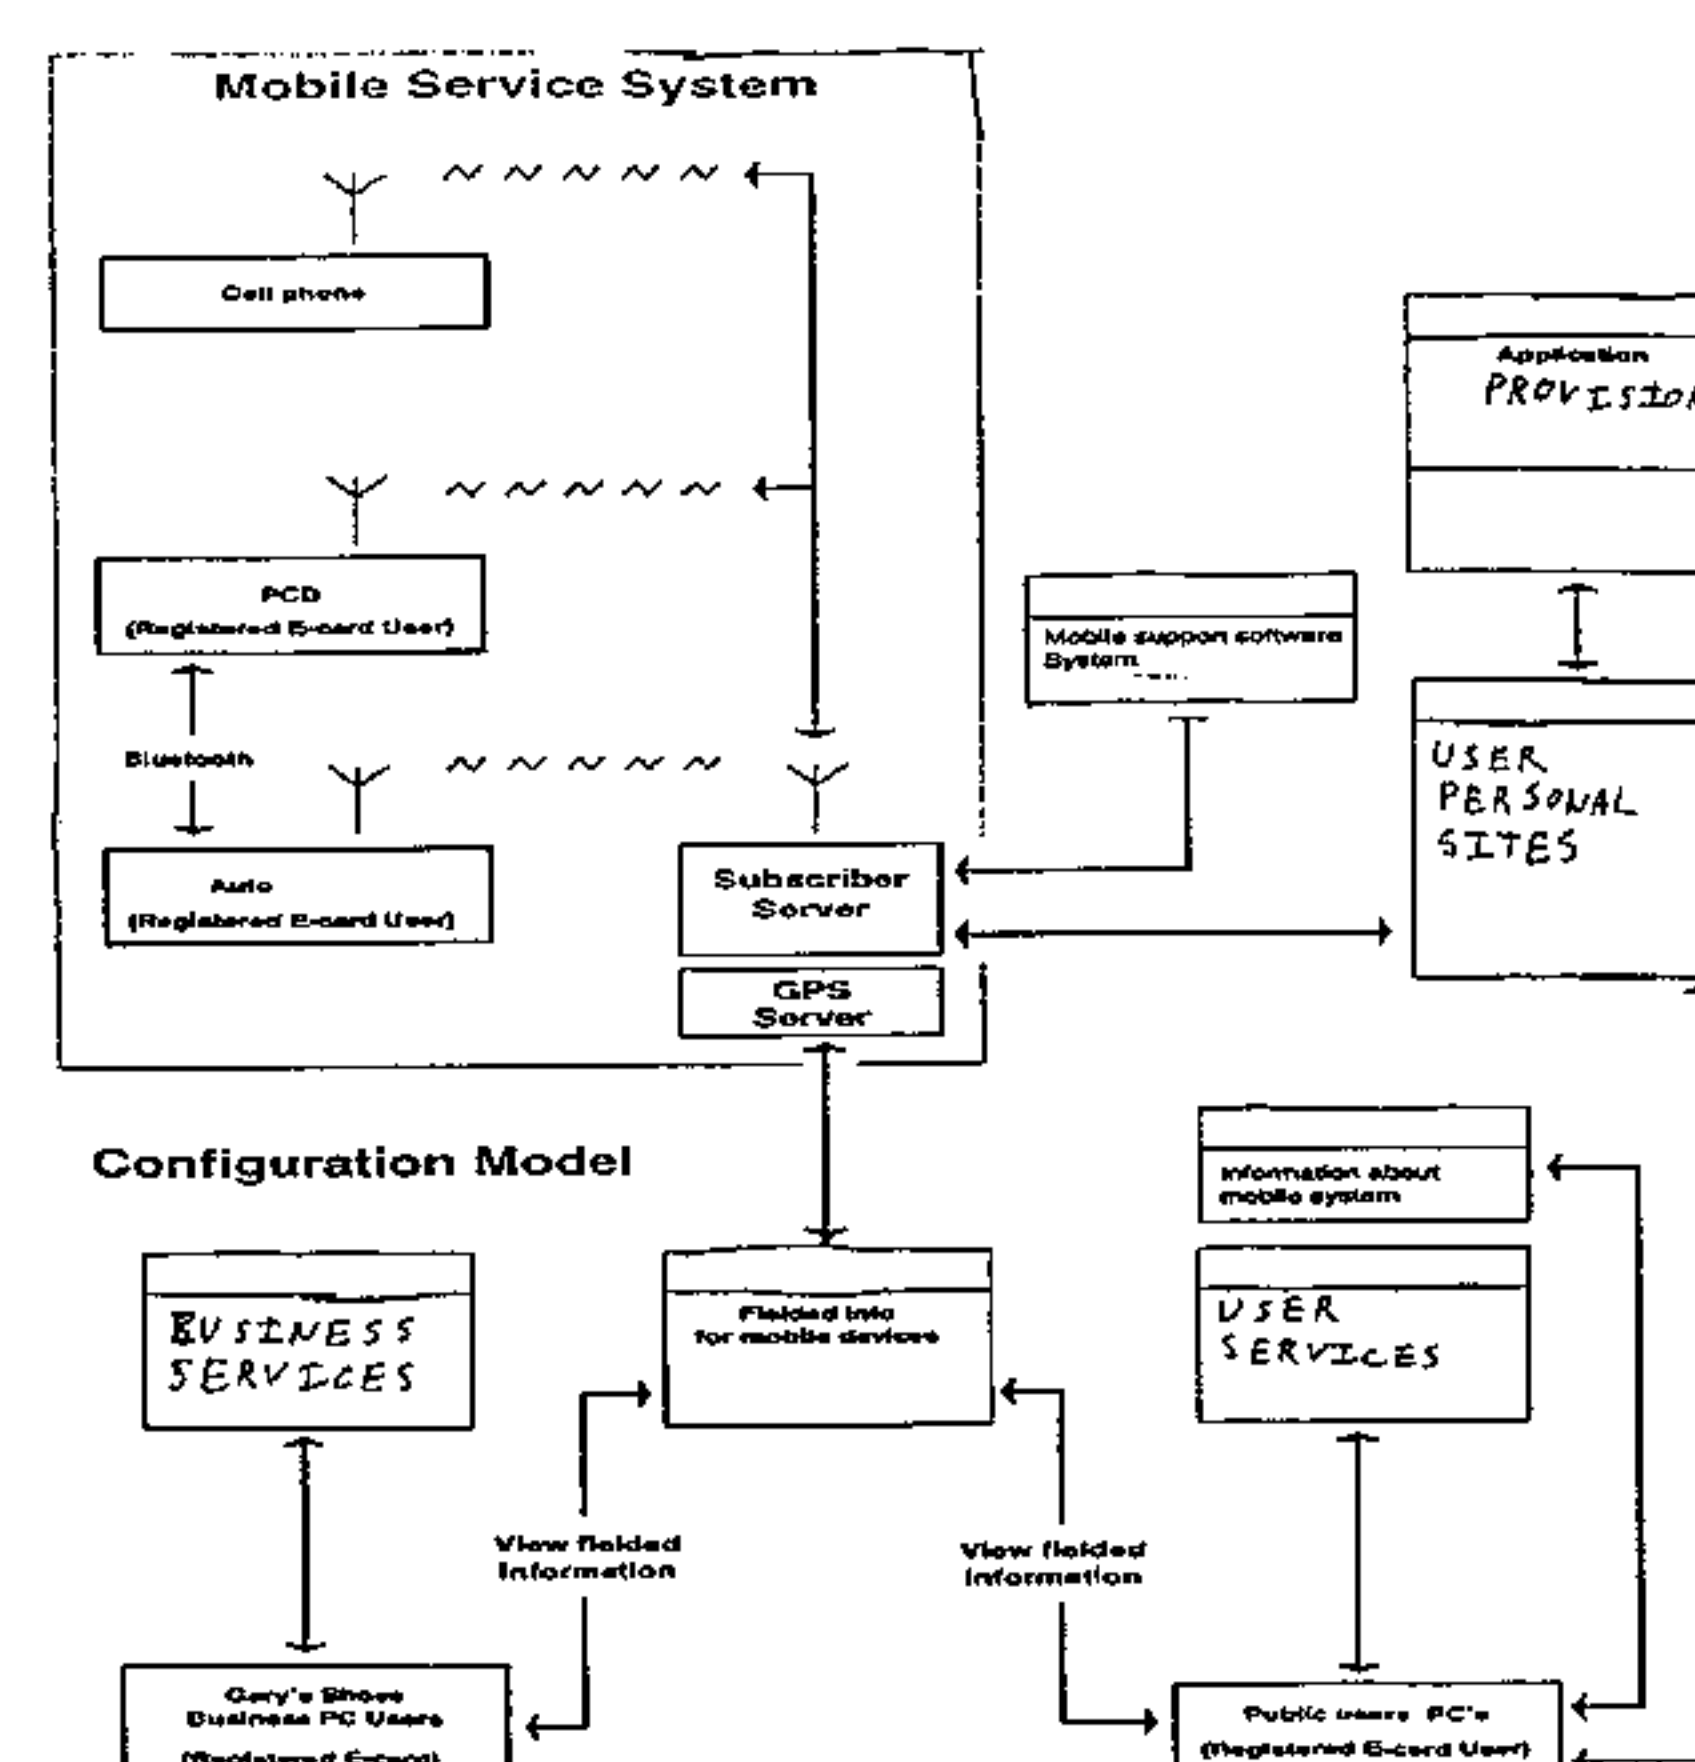 Mobile Service System
Cell phone
PCD
(Registered E-card User)
Bluetooth
Auto
(Registered E-card User)
Subscriber
Server
GPS
Server
Mobile support software
System
Application
PROVISION
USER
PERSONAL
SITES
Configuration Model
Information about
mobile system
BUSINESS
SERVICES
Fielded info
for mobile devices
USER
SERVICES
View fielded
Information
View fielded
Information
Gary's Shoes
Business PC Users
(Registered E-card)
Public users PC's
(Registered E-card User)